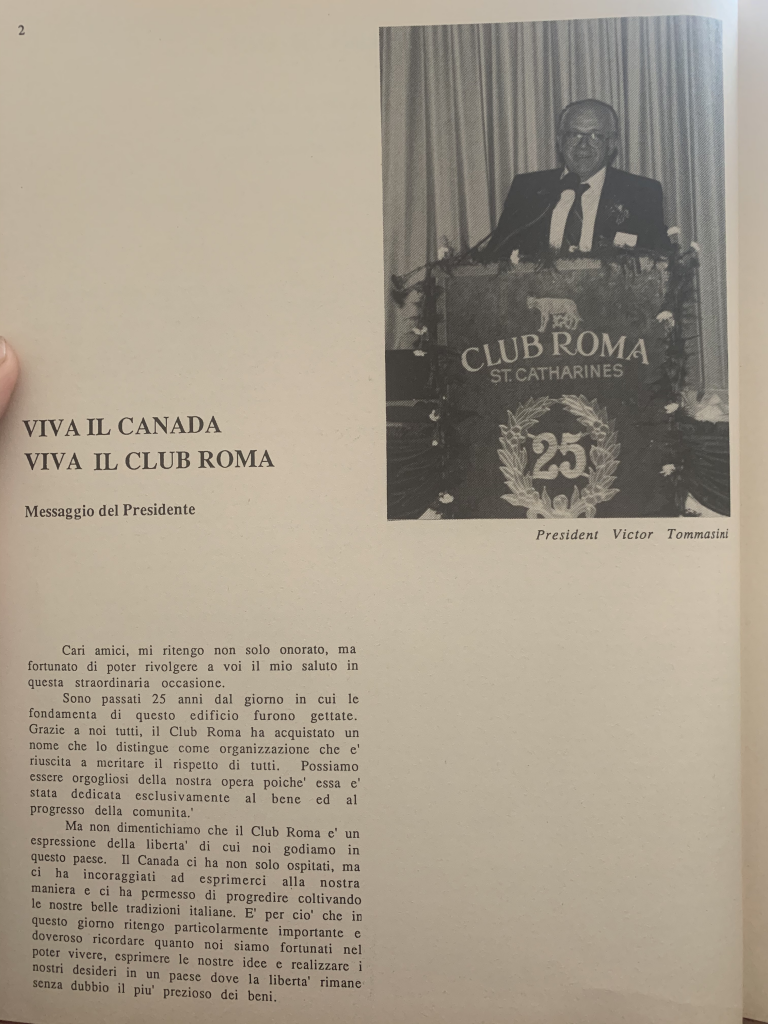 2
CLUB ROMA
ST. CATHARINES
25
President Victor Tommasini
VIVA IL CANADA
VIVA IL CLUB ROMA
Messaggio del Presidente
Cari amici, mi ritengo non solo onorato, ma
fortunato di poter rivolgere a voi il mio saluto in
questa straordinaria occasione.
Sono passati 25 anni dal giorno in cui le
fondamenta di questo edificio furono gettate.
Grazie a noi tutti, il Club Roma ha acquistato un
nome che lo distingue come organizzazione che e'
riuscita a meritare il rispetto di tutti. Possiamo
essere orgogliosi della nostra opera poiche' essa e'
stata dedicata esclusivamente al bene ed al
progresso della comunita.'
Ma non dimentichiamo che il Club Roma e' un
espressione della liberta' di cui noi godiamo in
questo paese. Il Canada ci ha non solo ospitati, ma
ci ha incoraggiati ad esprimerci alla nostra
maniera e ci ha permesso di progredire coltivando
le nostre belle tradizioni italiane. E' per cio' che in
questo giorno ritengo particolarmente importante e
doveroso ricordare quanto noi siamo fortunati nel
poter vivere, esprimere le nostre idee e realizzare i
nostri desideri in un paese dove la liberta' rimane
senza dubbio il piu' prezioso dei beni.